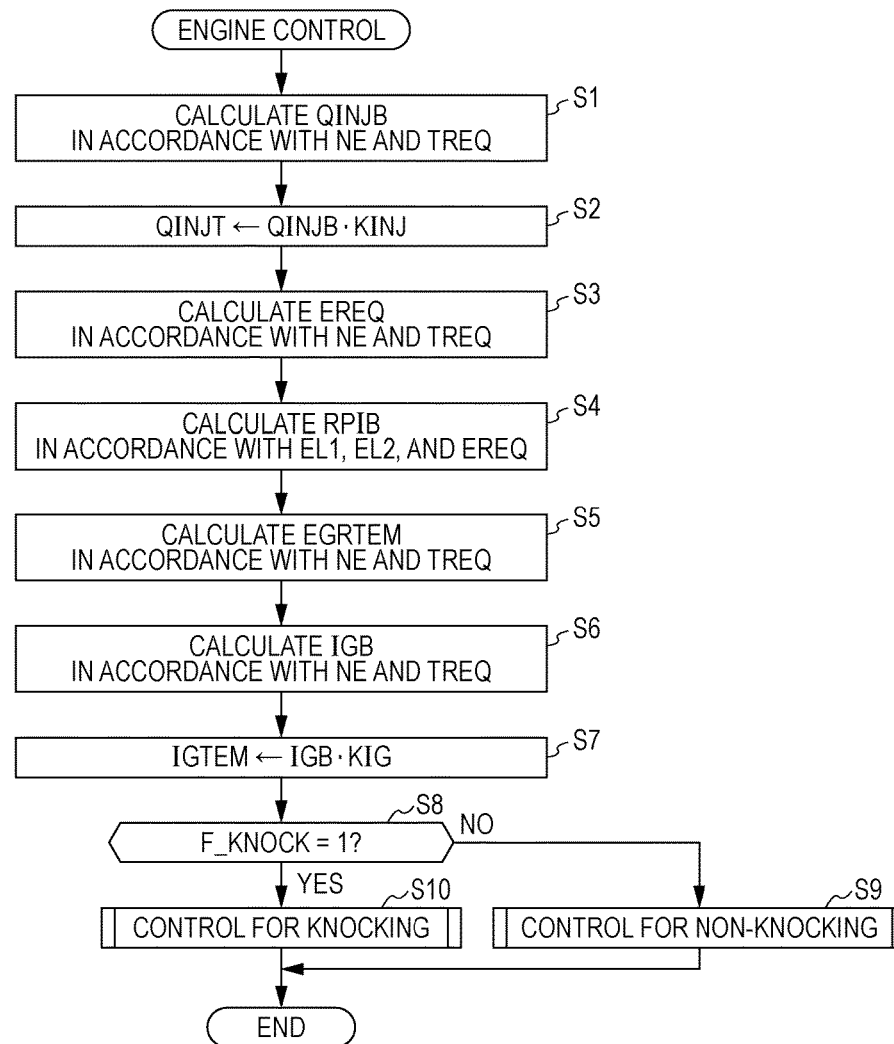 ENGINE CONTROL
S1
CALCULATE QINJB
IN ACCORDANCE WITH NE AND TREQ
S2
QINJT ← QINJB · KINJ
S3
CALCULATE EREQ
IN ACCORDANCE WITH NE AND TREQ
S4
CALCULATE RPIB
IN ACCORDANCE WITH EL1, EL2, AND EREQ
S5
CALCULATE EGRTEM
IN ACCORDANCE WITH NE AND TREQ
S6
CALCULATE IGB
IN ACCORDANCE WITH NE AND TREQ
S7
IGTEM ← IGB · KIG
S8
F_KNOCK = 1?
NO
YES
S10
CONTROL FOR KNOCKING
S9
CONTROL FOR NON-KNOCKING
END